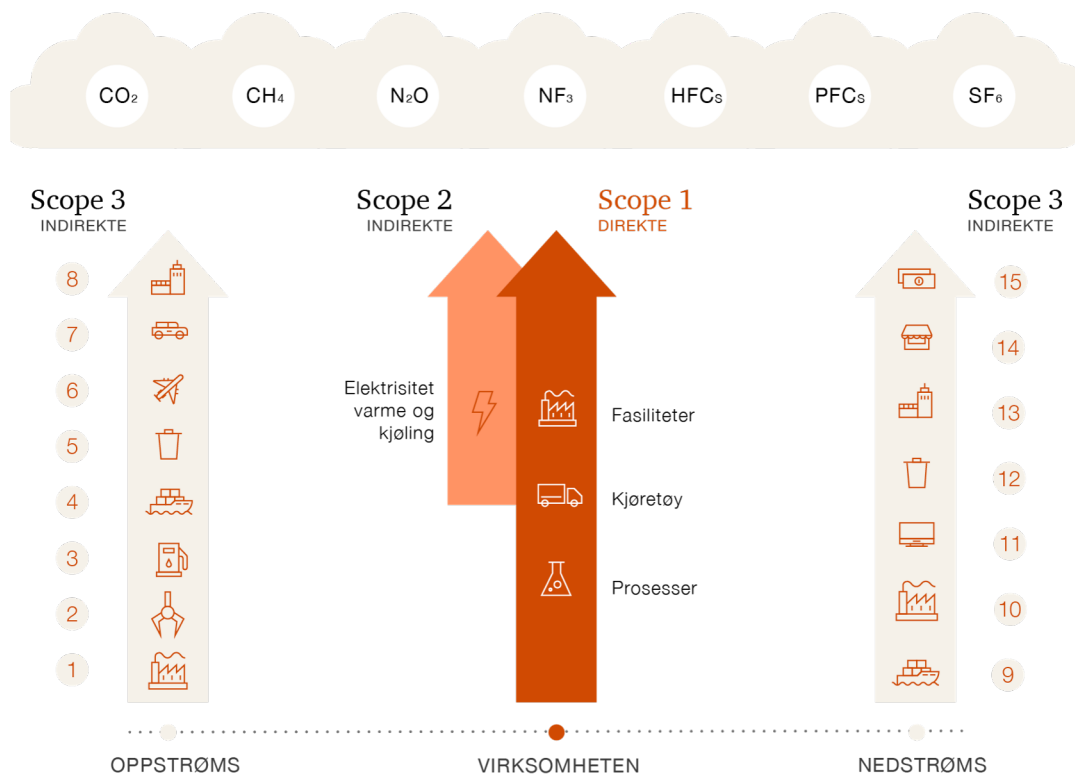 CO₂ CH₄ N₂O NF₃ HFCs PFCs SF₆
Scope 3
INDIREKTE
8
7
6
5
4
3
2
1
Scope 2
INDIREKTE
Elektrisitet
varme og
kjøling
Scope 1
DIREKTE
Fasiliteter
Kjøretøy
Prosesser
Scope 3
INDIREKTE
15
14
13
12
11
10
9
OPPSTRØMS VIRKSOMHETEN NEDSTRØMS